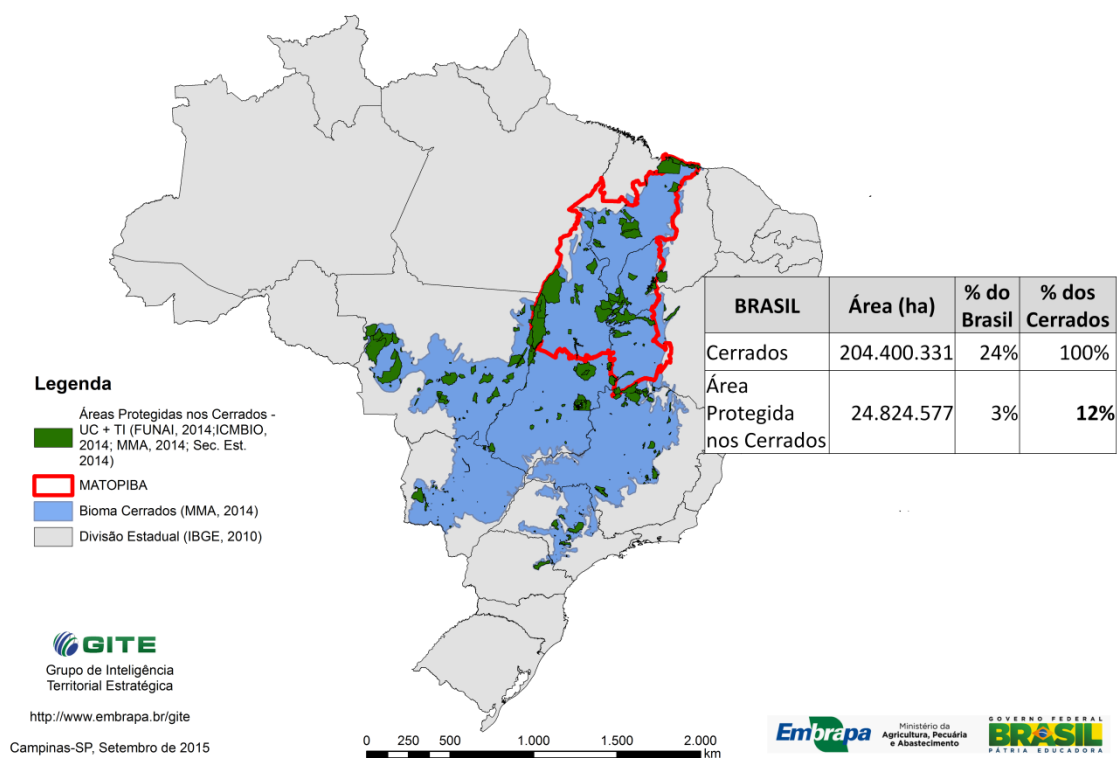 BRASIL Área (ha) % do Brasil % dos Cerrados
Cerrados 204.400.331 24% 100%
Área Protegida nos Cerrados 24.824.577 3% 12%
Legenda
Áreas Protegidas nos Cerrados -
UC + TI (FUNAI, 2014;ICMBIO,
2014; MMA, 2014; Sec. Est.
2014)
MATOPIBA
Bioma Cerrados (MMA, 2014)
Divisão Estadual (IBGE, 2010)
GITE
Grupo de Inteligência
Territorial Estratégica
http://www.embrapa.br/gite
Campinas-SP, Setembro de 2015
0 250 500 1.000 1.500 2.000
km
Embrapa
Ministério da
Agricultura, Pecuária
e Abastecimento
GOVERNO FEDERAL
BRASIL
PÁTRIA EDUCADORA